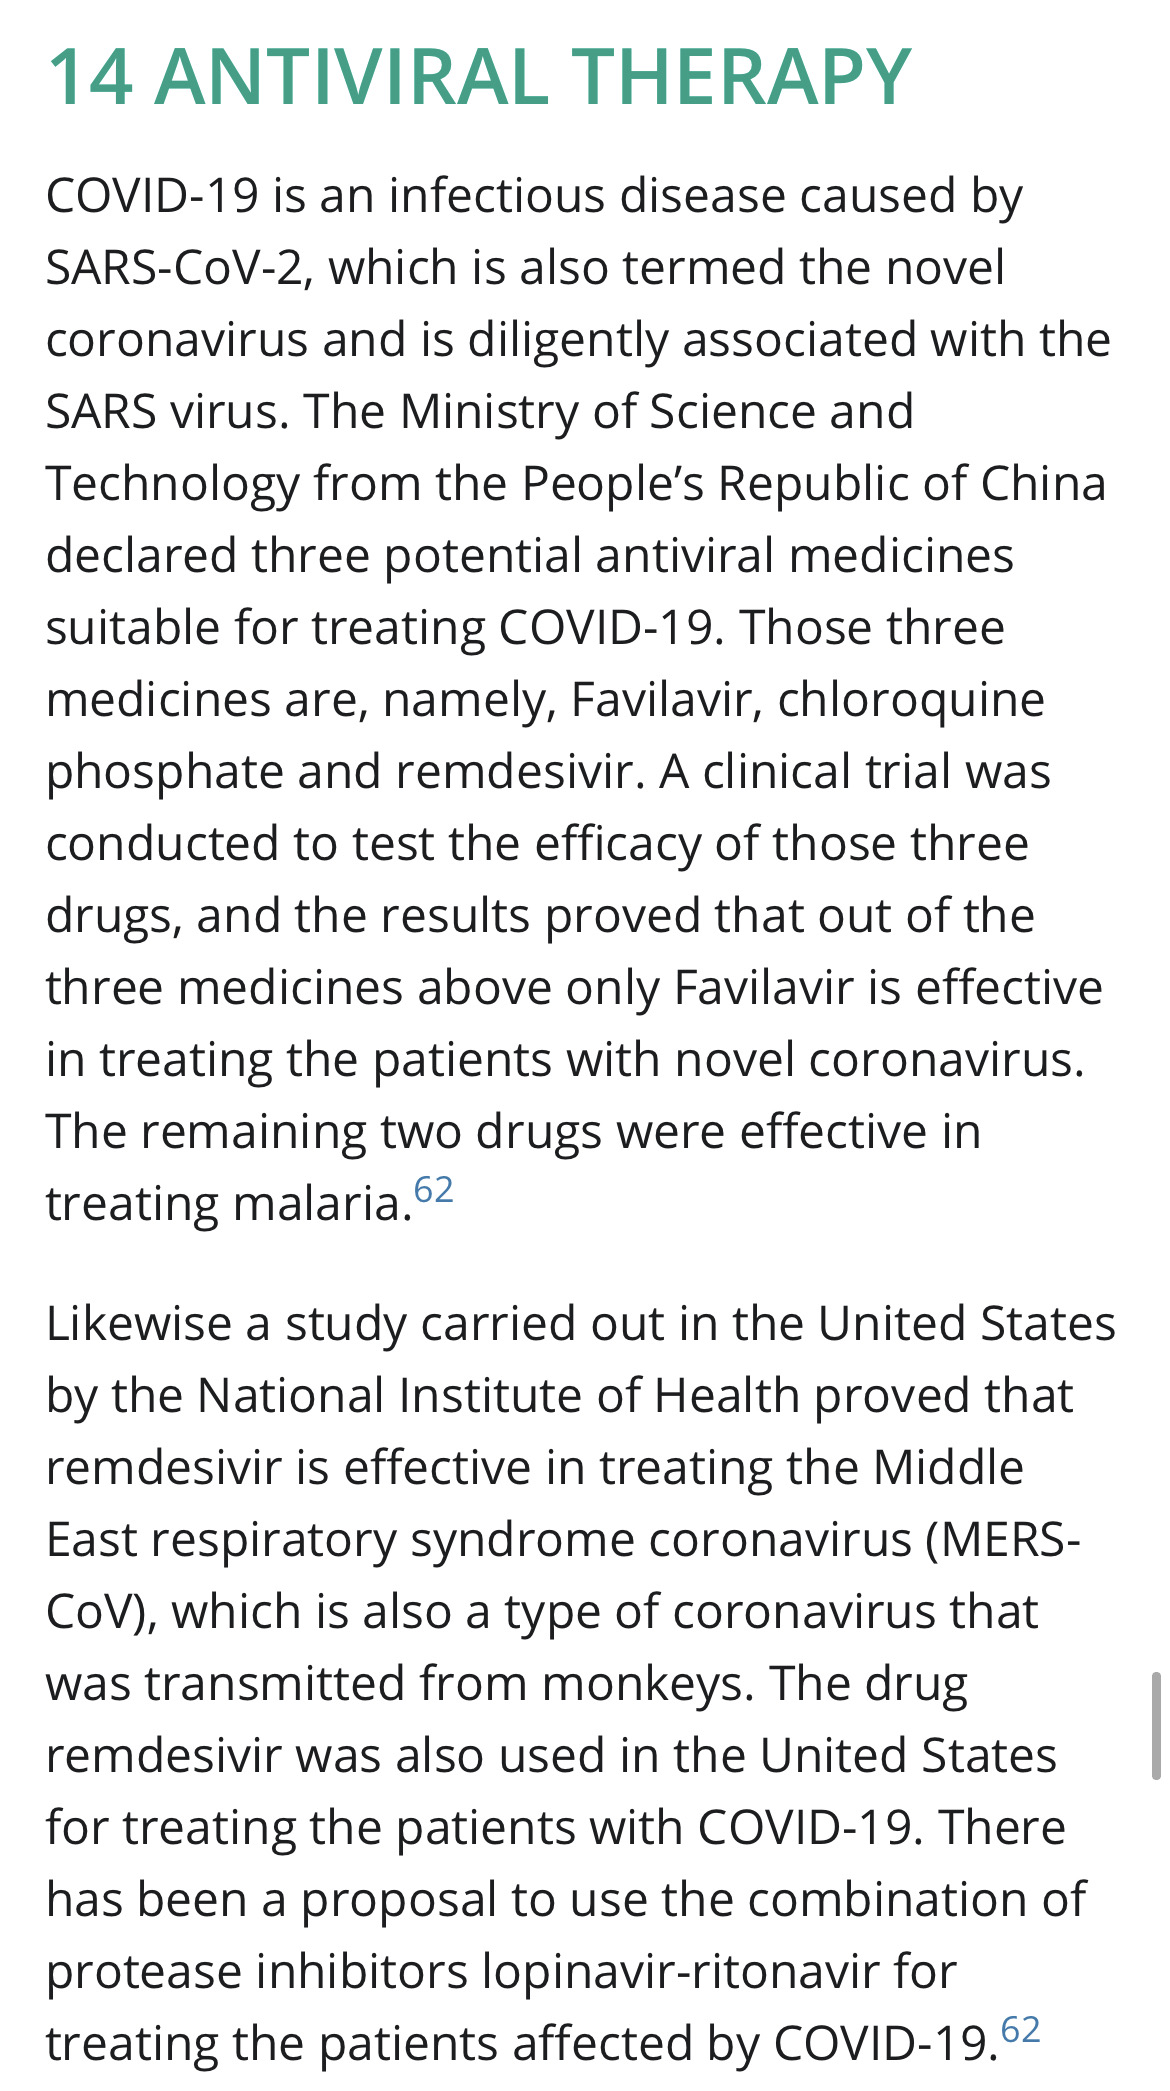 14 ANTIVIRAL THERAPY
COVID-19 is an infectious disease caused by
SARS-CoV-2, which is also termed the novel
coronavirus and is diligently associated with the
SARS virus. The Ministry of Science and
Technology from the People’s Republic of China
declared three potential antiviral medicines
suitable for treating COVID-19. Those three
medicines are, namely, Favilavir, chloroquine
phosphate and remdesivir. A clinical trial was
conducted to test the efficacy of those three
drugs, and the results proved that out of the
three medicines above only Favilavir is effective
in treating the patients with novel coronavirus.
The remaining two drugs were effective in
treating malaria.62
Likewise a study carried out in the United States
by the National Institute of Health proved that
remdesivir is effective in treating the Middle
East respiratory syndrome coronavirus (MERS-
CoV), which is also a type of coronavirus that
was transmitted from monkeys. The drug
remdesivir was also used in the United States
for treating the patients with COVID-19. There
has been a proposal to use the combination of
protease inhibitors lopinavir-ritonavir for
treating the patients affected by COVID-19.62